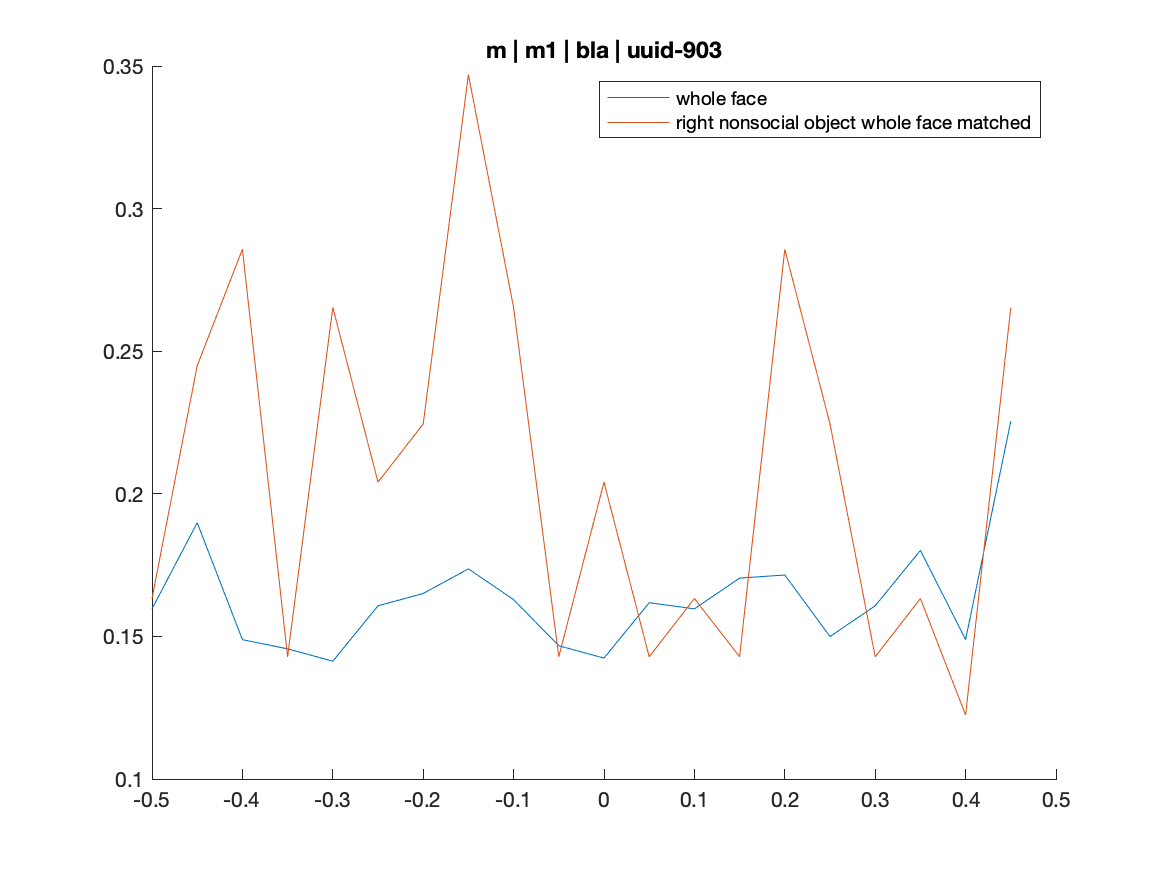 m | m1 | bla | uuid-903
whole face
right nonsocial object whole face matched
0.35
0.3
0.25
0.2
0.15
0.1
-0.5 -0.4 -0.3 -0.2 -0.1 0 0.1 0.2 0.3 0.4 0.5